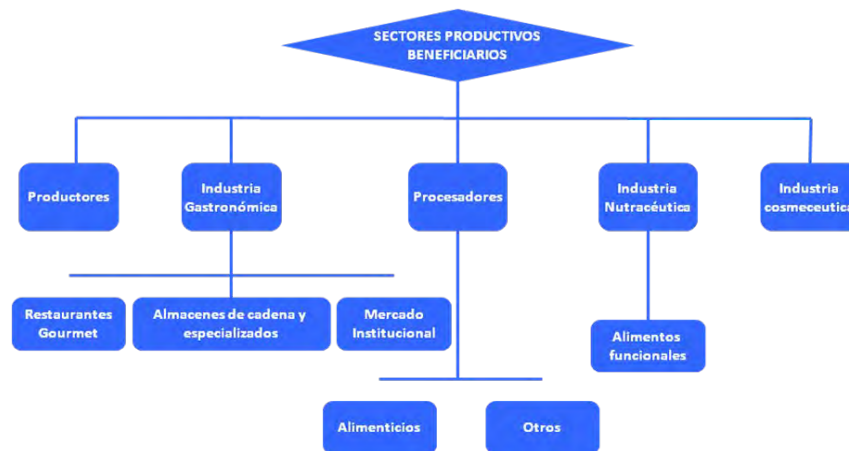 SECTORES PRODUCTIVOS
BENEFICIARIOS
Productores
Industria
Gastronómica
Procesadores
Industria
Nutracéutica
Industria
cosmeceutica
Restaurantes
Gourmet
Almacenes de cadena y
especializados
Mercado
Institucional
Alimentos
funcionales
Alimenticios
Otros